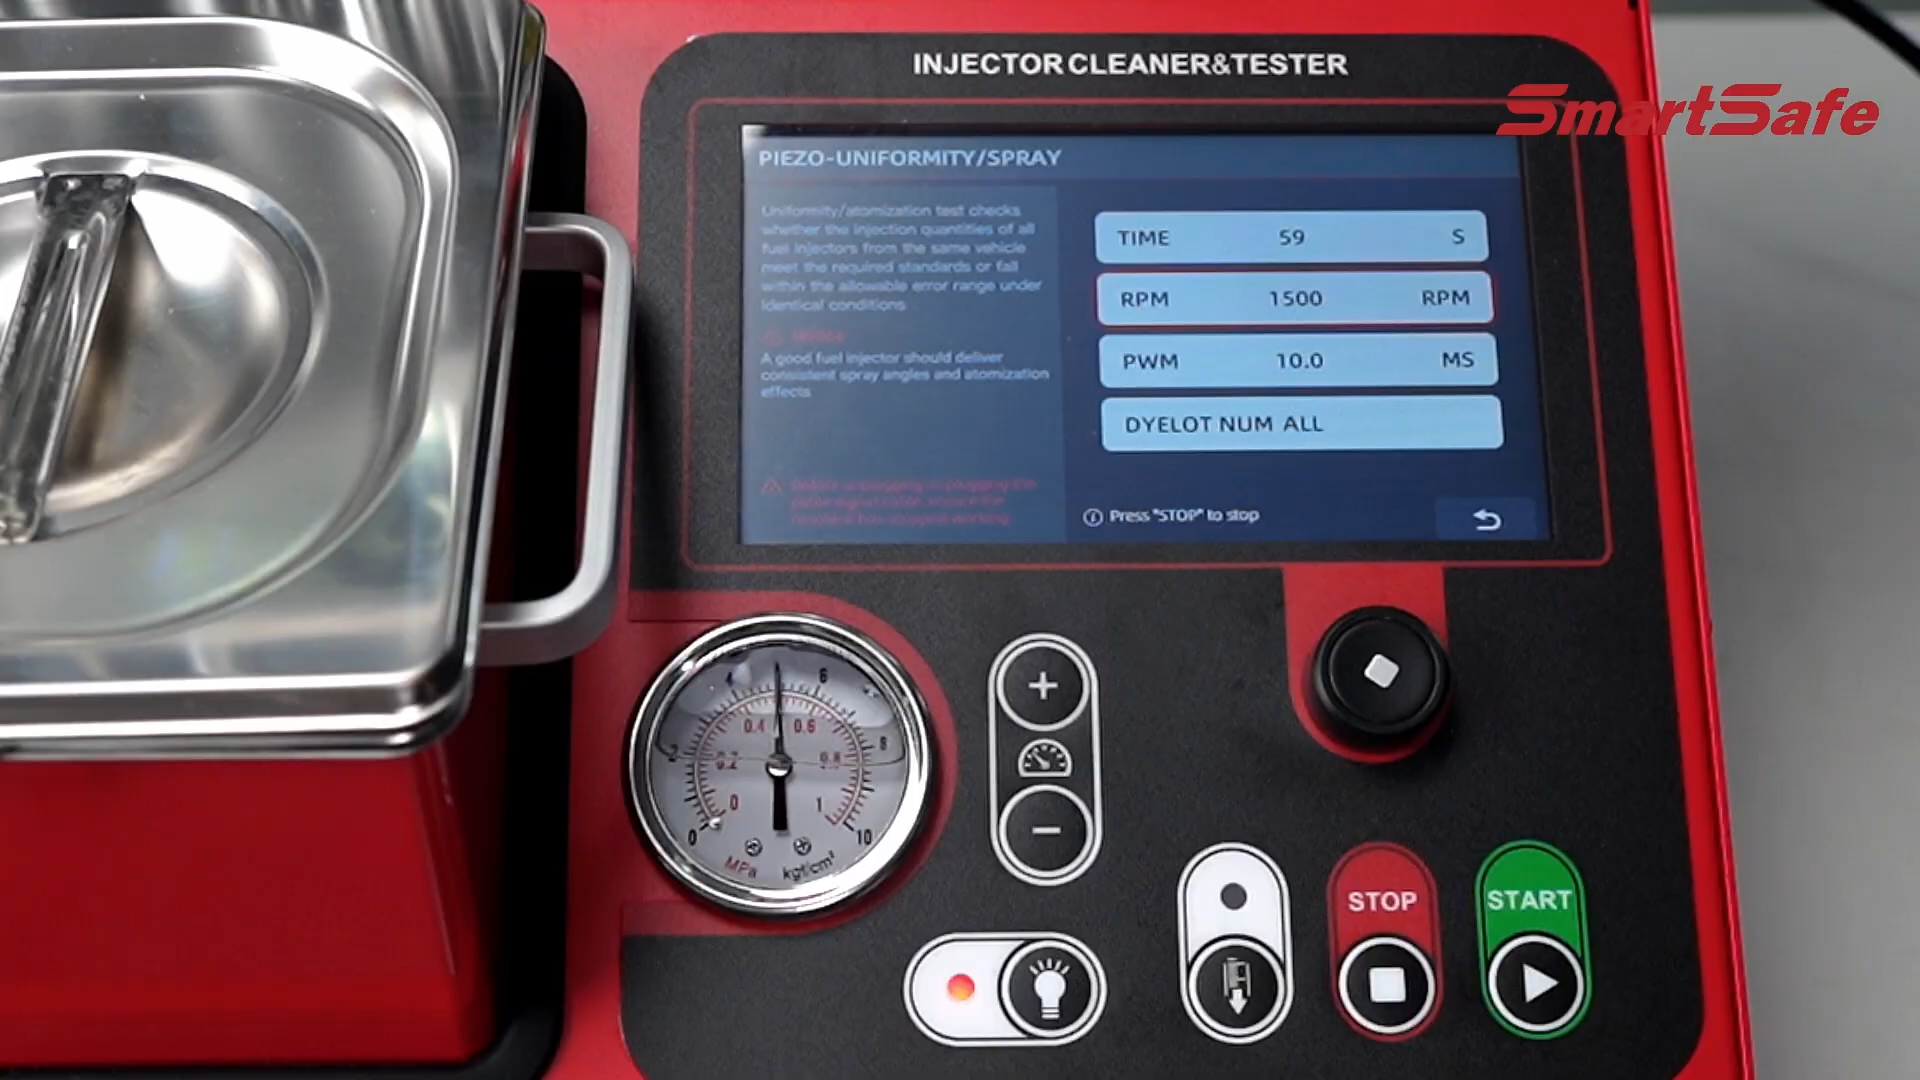 INJECTOR CLEANER&TESTER
SmartSafe
PIEZO-UNIFORMITY/SPRAY
Uniformity/atomization test checks
whether the injection quantities of all
fuel injectors from the same vehicle
meet the required standards or fall
within the allowable error range under
identical conditions
A good fuel injector should deliver
consistent spray angles and atomization
effects
TIME 59 S
RPM 1500 RPM
PWM 10.0 MS
DYELOT NUM ALL
Press "STOP" to stop
0 2 4 6 8 10
0 0.2 0.4 0.6 0.8 1
MPa kgf/cm²
+
−
STOP
START